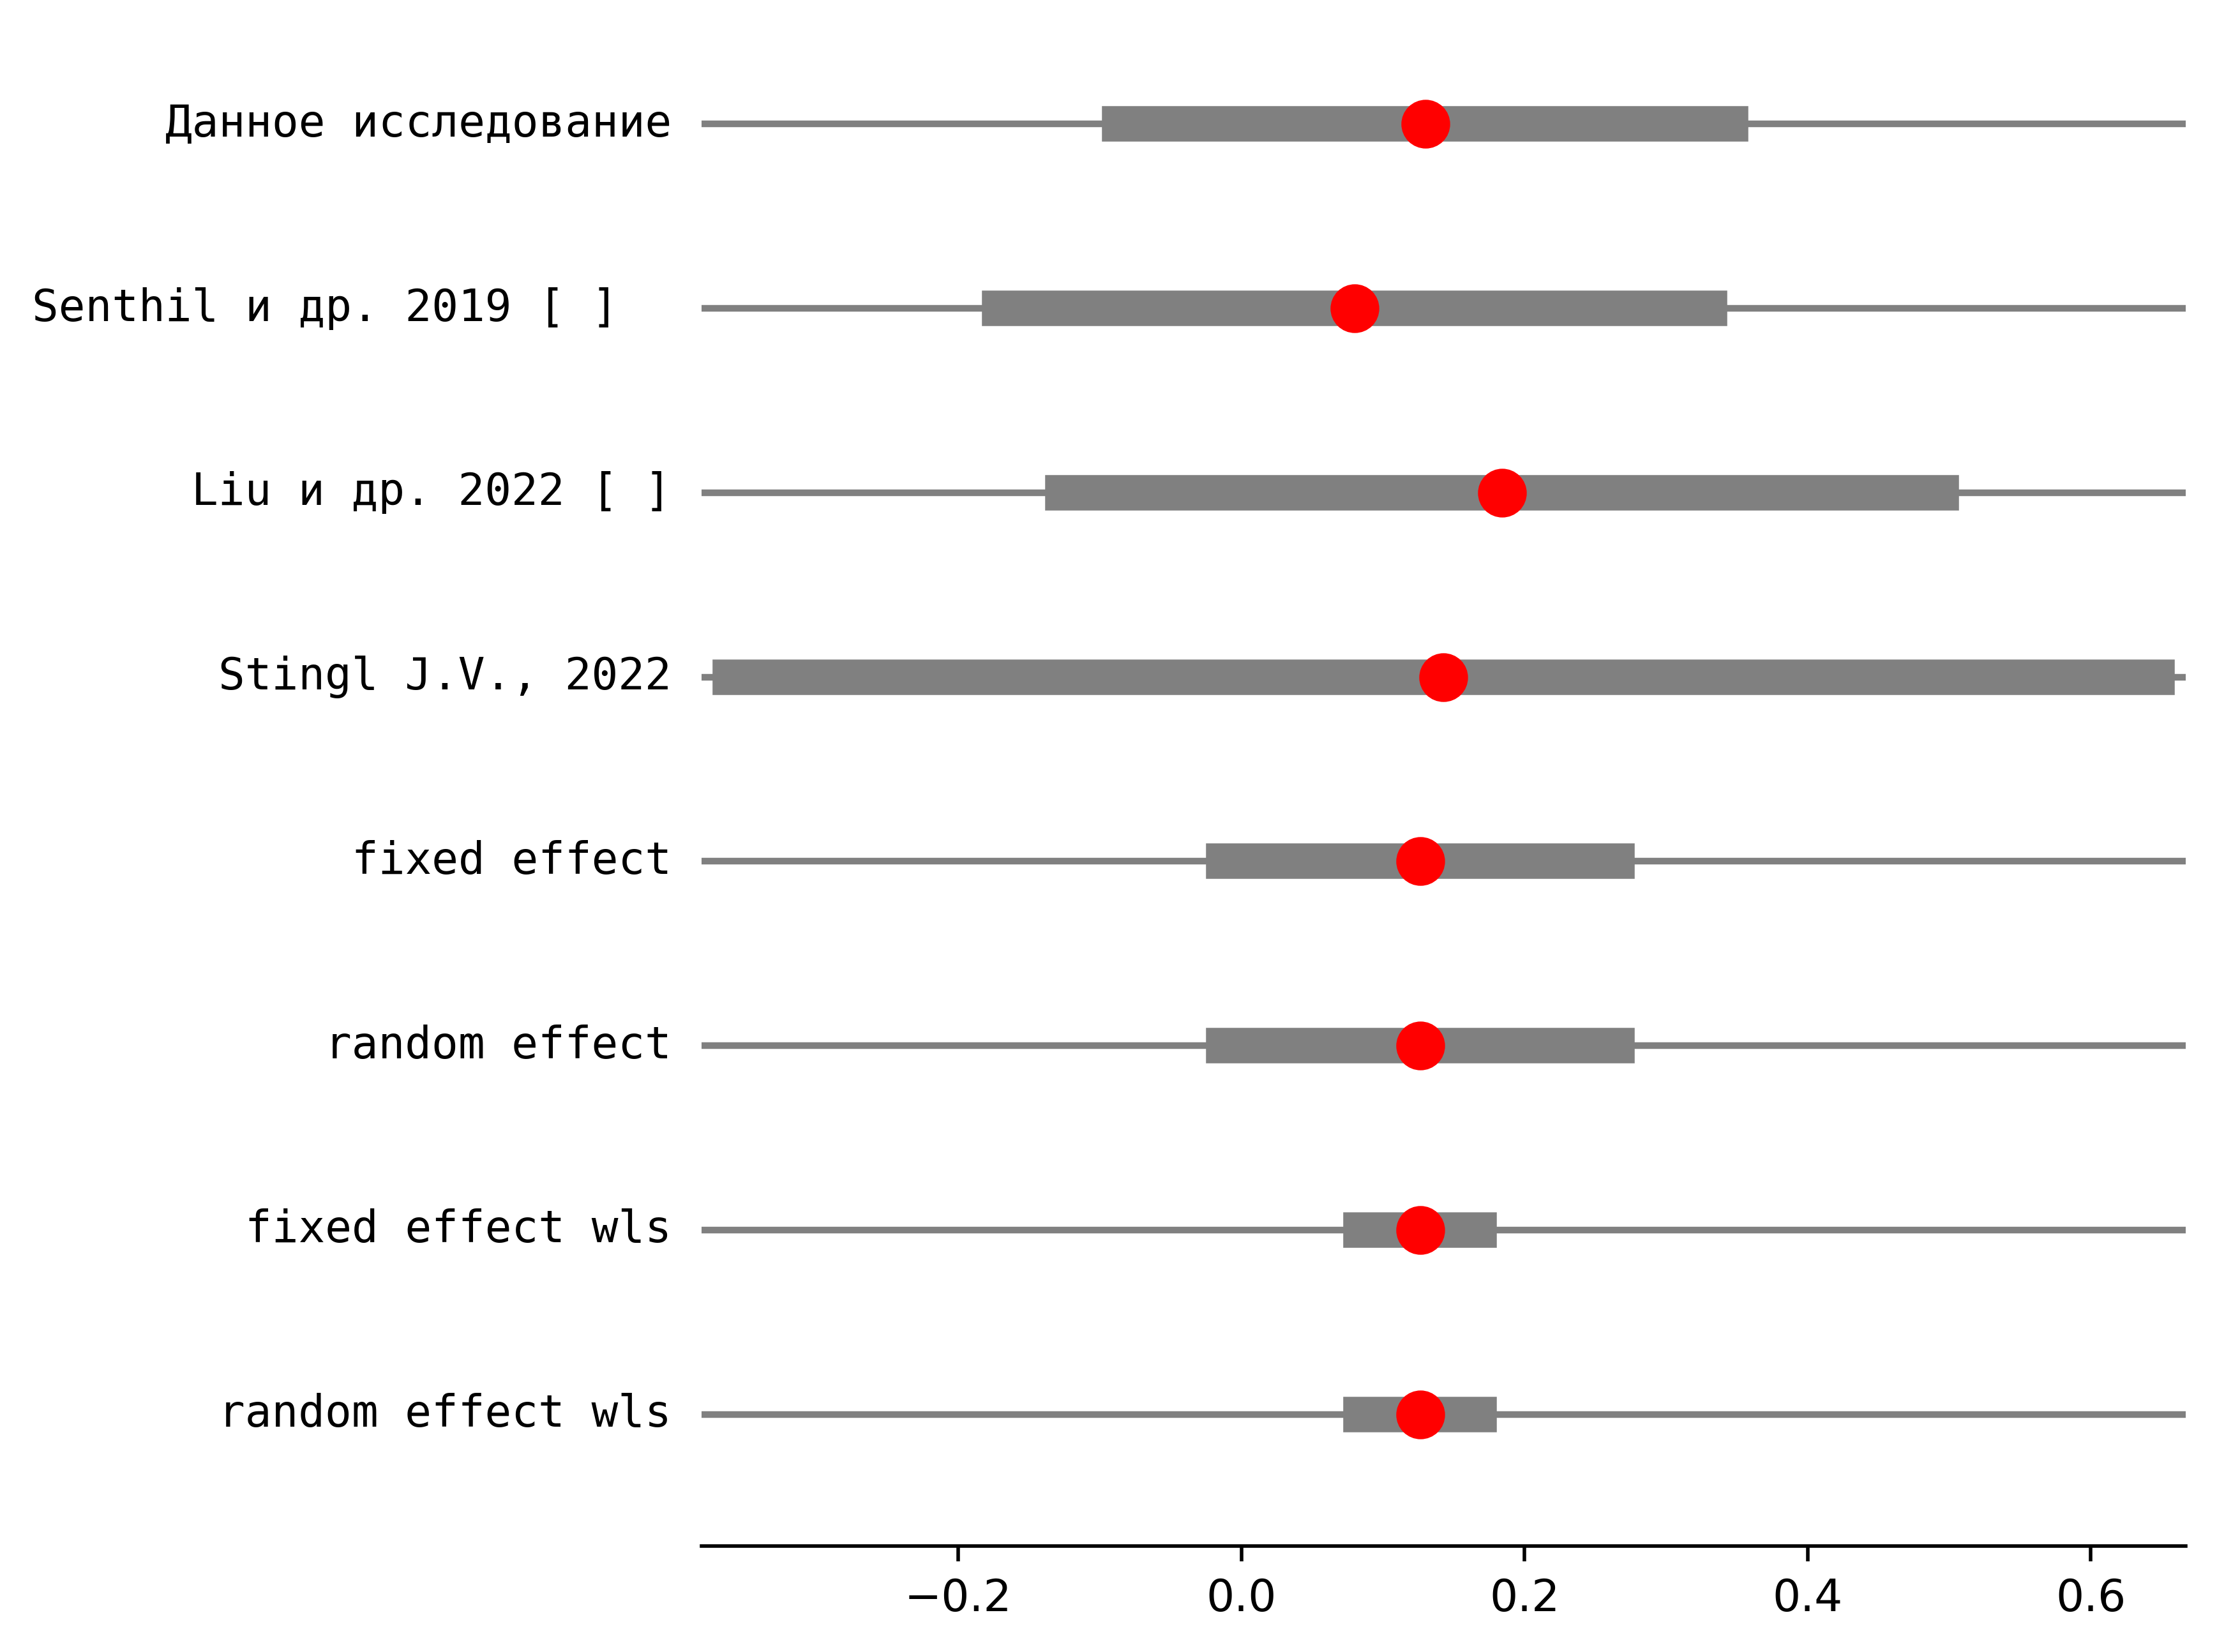 Данное исследование
Senthil и др. 2019 [ ]
Liu и др. 2022 [ ]
Stingl J.V., 2022
fixed effect
random effect
fixed effect wls
random effect wls
−0.2 0.0 0.2 0.4 0.6